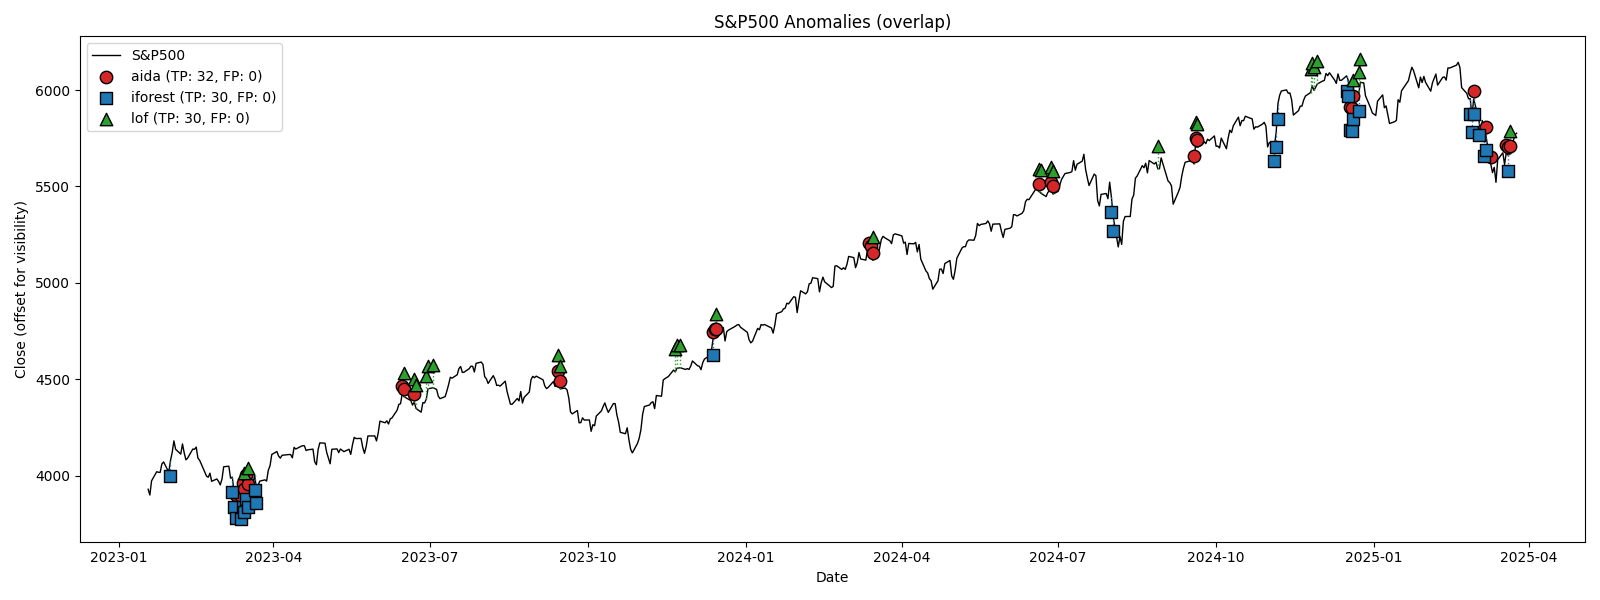 S&P500 Anomalies (overlap)
S&P500
aida (TP: 32, FP: 0)
iforest (TP: 30, FP: 0)
lof (TP: 30, FP: 0)
Close (offset for visibility)
6000
5500
5000
4500
4000
2023-01 2023-04 2023-07 2023-10 2024-01 2024-04 2024-07 2024-10 2025-01 2025-04
Date